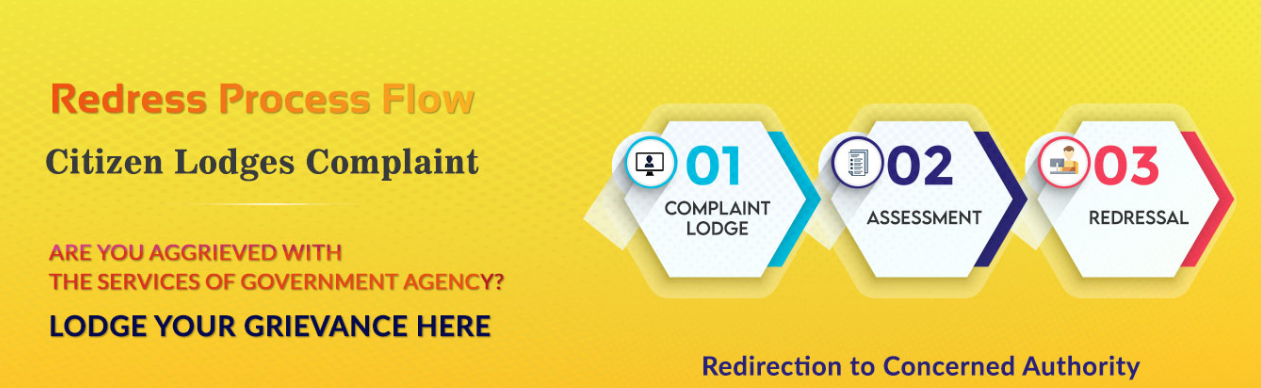 Redress Process Flow
Citizen Lodges Complaint
ARE YOU AGGRIEVED WITH
THE SERVICES OF GOVERNMENT AGENCY?
LODGE YOUR GRIEVANCE HERE
01
COMPLAINT
LODGE
02
ASSESSMENT
03
REDRESSAL
Redirection to Concerned Authority